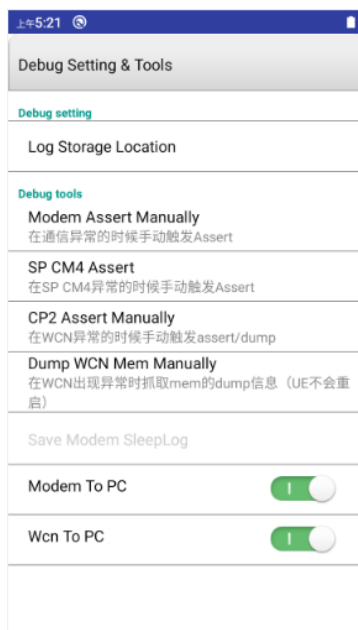 上午5:21
Debug Setting & Tools
Debug setting
Log Storage Location
Debug tools
Modem Assert Manually
在通信异常的时候手动触发Assert
SP CM4 Assert
在SP CM4异常的时候手动触发Assert
CP2 Assert Manually
在WCN异常的时候手动触发assert/dump
Dump WCN Mem Manually
在WCN出现异常时抓取mem的dump信息（UE不会重
启）
Save Modem SleepLog
Modem To PC
Wcn To PC